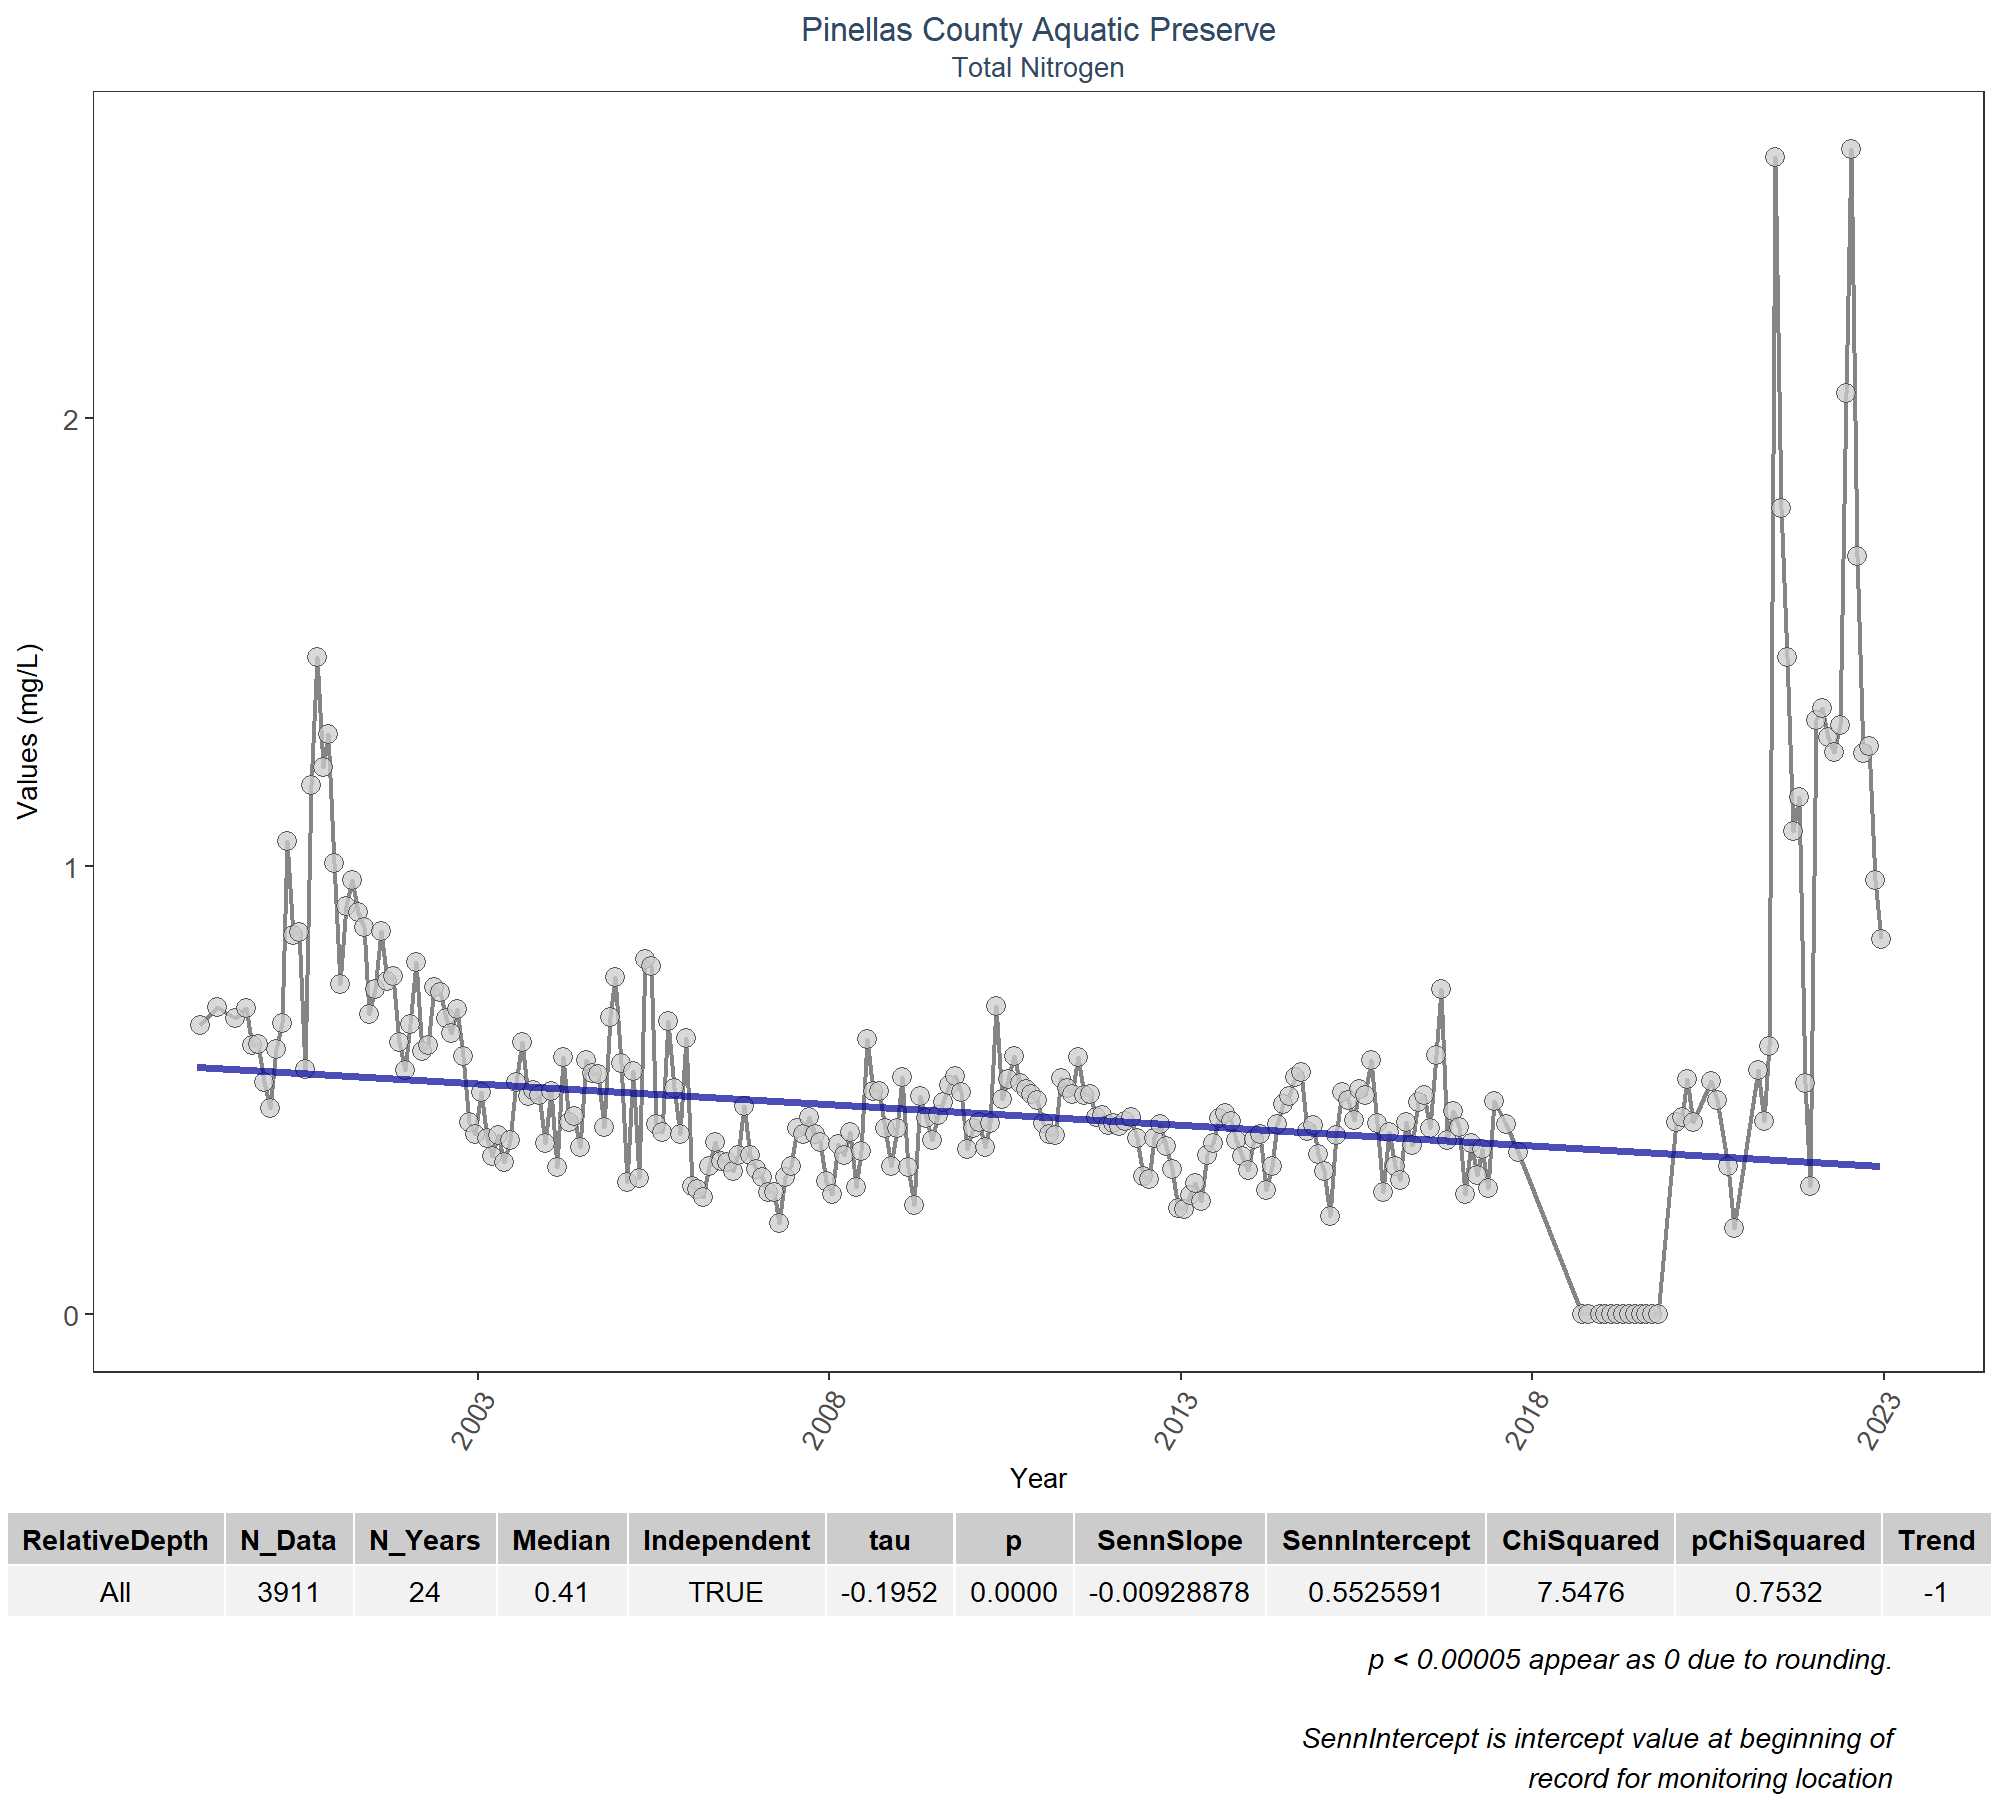 Pinellas County Aquatic Preserve
Total Nitrogen
Values (mg/L)
2
1
0
2003 2008 2013 2018 2023
Year
RelativeDepth N_Data N_Years Median Independent tau p SennSlope SennIntercept ChiSquared pChiSquared Trend
All 3911 24 0.41 TRUE -0.1952 0.0000 -0.00928878 0.5525591 7.5476 0.7532 -1
p < 0.00005 appear as 0 due to rounding.
SennIntercept is intercept value at beginning of
record for monitoring location